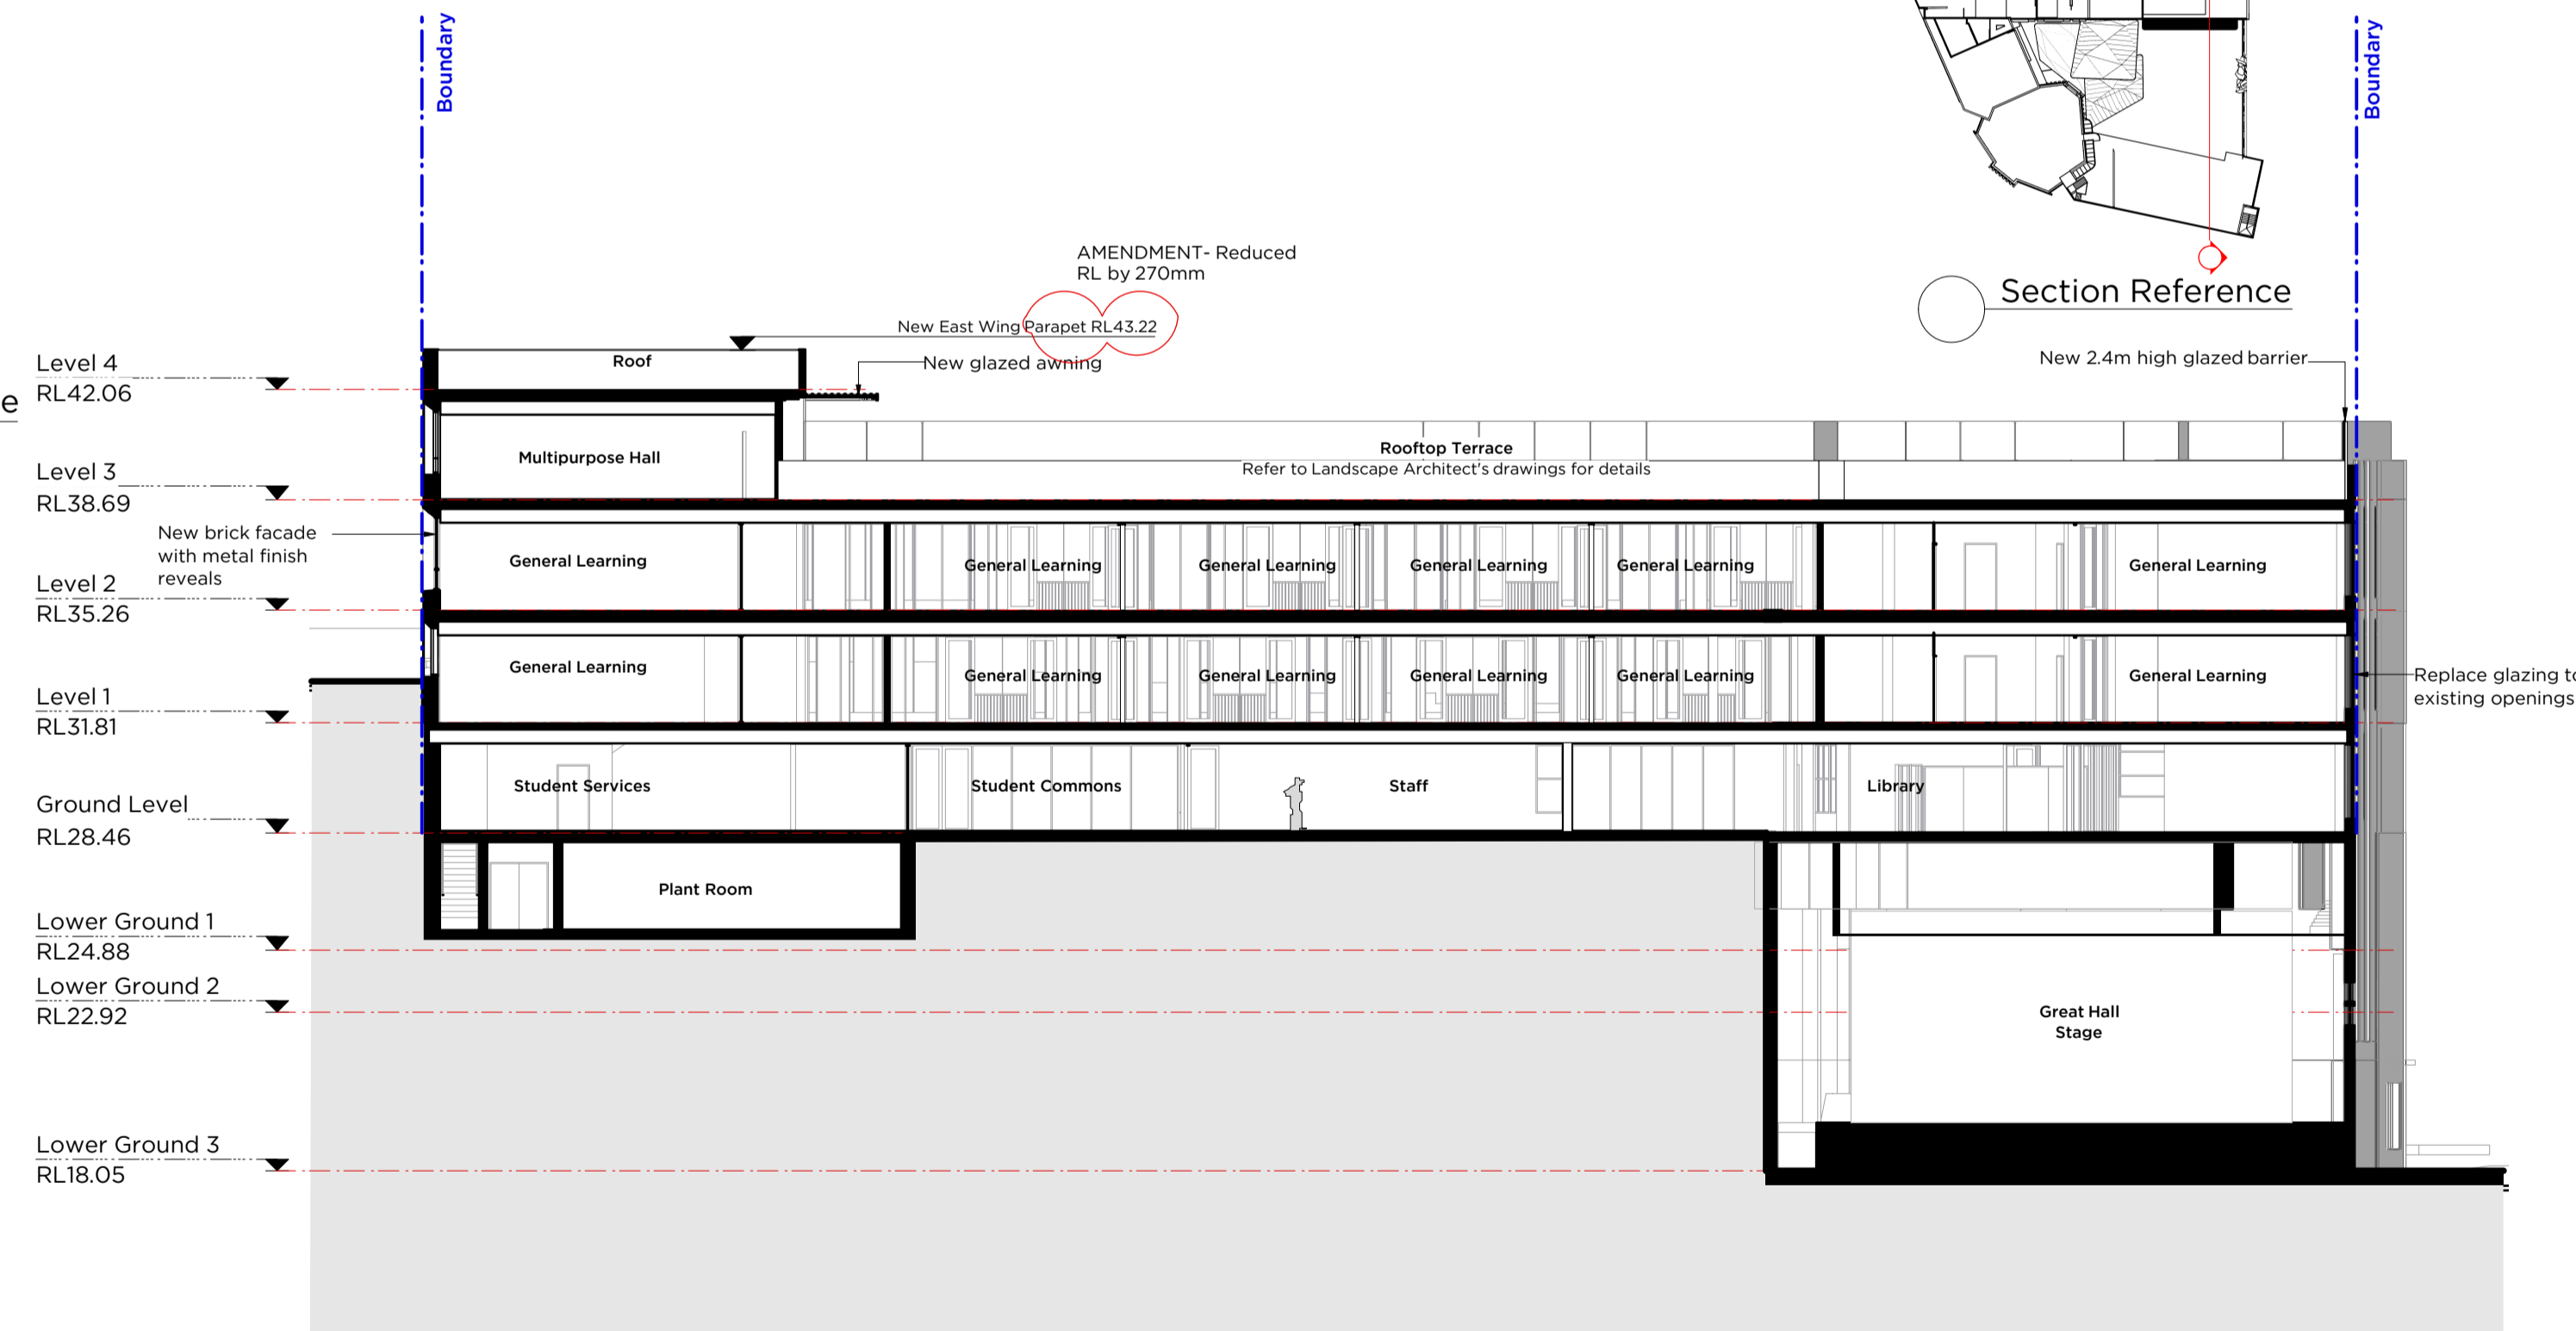 Boundary
Boundary
AMENDMENT- Reduced
RL by 270mm
Section Reference
New East Wing Parapet RL43.22
New glazed awning
New 2.4m high glazed barrier
Level 4
RL42.06
Roof
e
Rooftop Terrace
Refer to Landscape Architect's drawings for details
Multipurpose Hall
Level 3
RL38.69
New brick facade
with metal finish
reveals
General Learning
General Learning
General Learning
General Learning
General Learning
General Learning
Level 2
RL35.26
General Learning
General Learning
General Learning
General Learning
General Learning
General Learning
Replace glazing to
existing openings
Level 1
RL31.81
Student Services
Student Commons
Staff
Library
Ground Level
RL28.46
Plant Room
Lower Ground 1
RL24.88
Lower Ground 2
RL22.92
Great Hall
Stage
Lower Ground 3
RL18.05